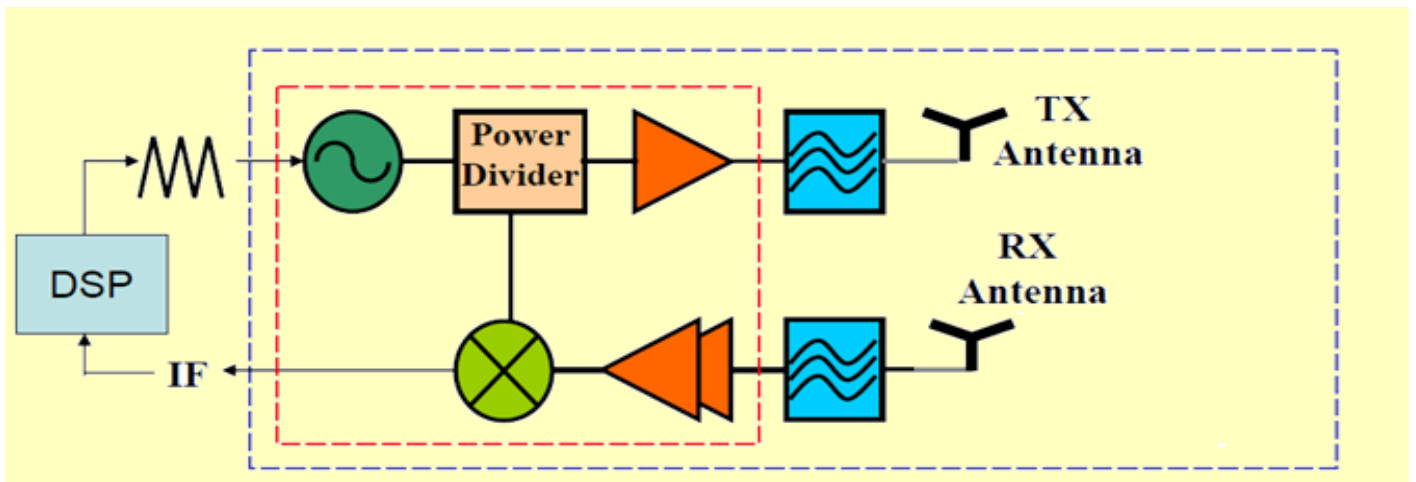 Power
Divider
TX
Antenna
DSP
RX
Antenna
IF